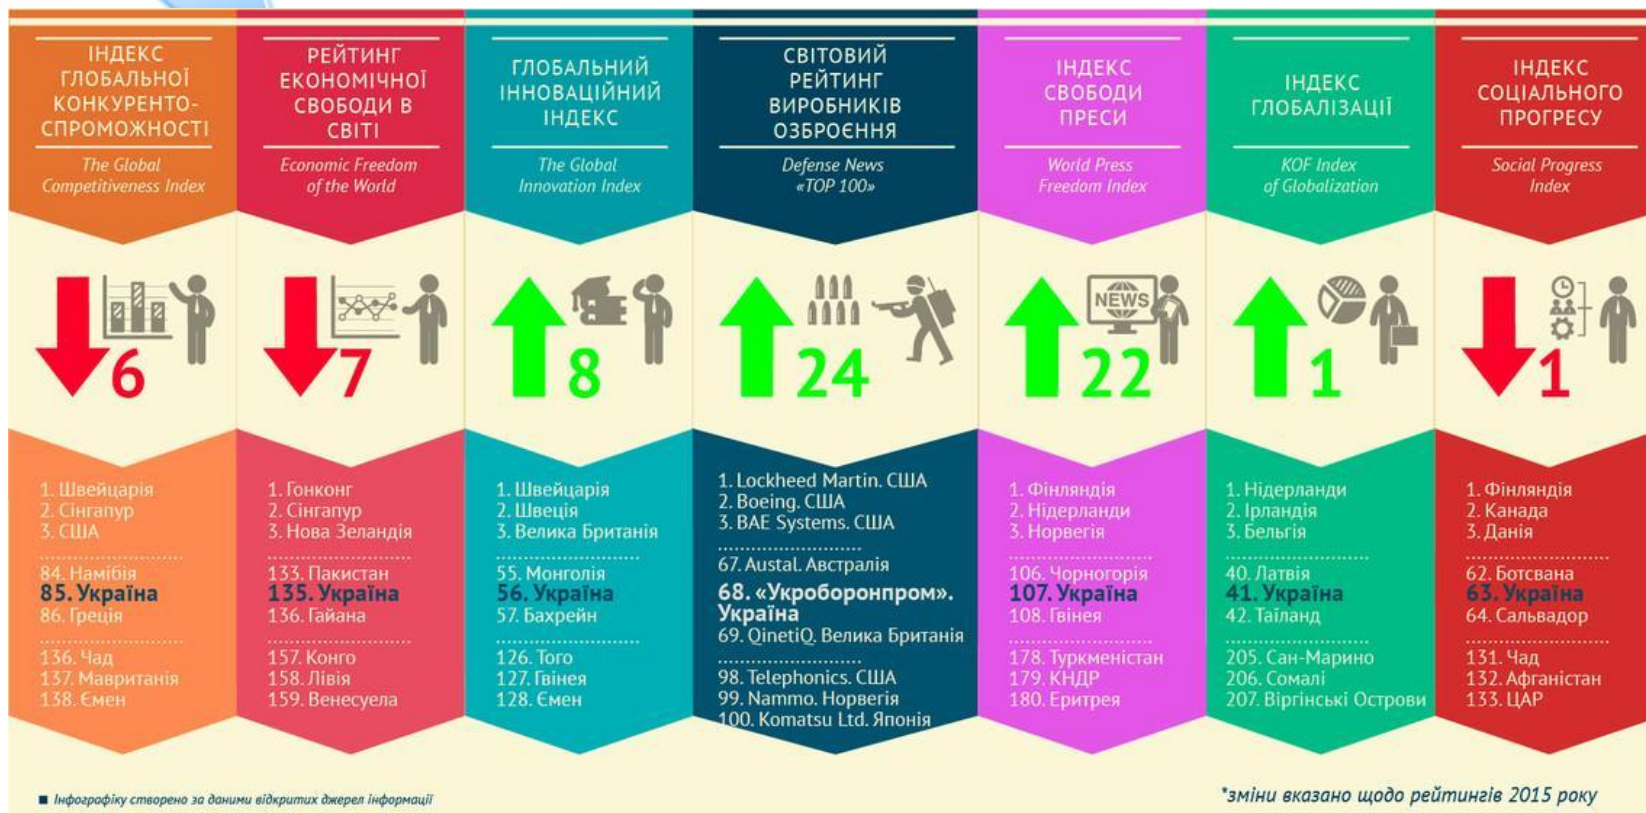 ІНДЕКС
ГЛОБАЛЬНОЇ
КОНКУРЕНТО-
СПРОМОЖНОСТІ
The Global
Competitiveness Index
6
1. Швейцарія
2. Сінгапур
3. США
84. Намібія
85. Україна
86. Греція
136. Чад
137. Мавританія
138. Ємен
РЕЙТИНГ
ЕКОНОМІЧНОЇ
СВОБОДИ В
СВІТІ
Economic Freedom
of the World
7
1. Гонконг
2. Сінгапур
3. Нова Зеландія
133. Пакистан
135. Україна
136. Гайана
157. Конго
158. Лівія
159. Венесуела
ГЛОБАЛЬНИЙ
ІННОВАЦІЙНИЙ
ІНДЕКС
The Global
Innovation Index
8
1. Швейцарія
2. Швеція
3. Велика Британія
55. Монголія
56. Україна
57. Бахрейн
126. Того
127. Гвінея
128. Ємен
СВІТОВИЙ
РЕЙТИНГ
ВИРОБНИКІВ
ОЗБРОЄННЯ
Defense News
«TOP 100»
24
1. Lockheed Martin. США
2. Boeing. США
3. BAE Systems. США
67. Austal. Австралія
68. «Укроборонпром».
Україна
69. QinetiQ. Велика Британія
98. Telephonics. США
99. Nammo. Норвегія
100. Komatsu Ltd. Японія
ІНДЕКС
СВОБОДИ
ПРЕСИ
World Press
Freedom Index
NEWS
22
1. Фінляндія
2. Нідерланди
3. Норвегія
106. Чорногорія
107. Україна
108. Гвінея
178. Туркменістан
179. КНДР
180. Еритрея
ІНДЕКС
ГЛОБАЛІЗАЦІЇ
KOF Index
of Globalization
1
1. Нідерланди
2. Ірландія
3. Бельгія
40. Латвія
41. Україна
42. Таїланд
205. Сан-Марино
206. Сомалі
207. Віргінські Острови
ІНДЕКС
СОЦІАЛЬНОГО
ПРОГРЕСУ
Social Progress
Index
1
1. Фінляндія
2. Канада
3. Данія
62. Ботсвана
63. Україна
64. Сальвадор
131. Чад
132. Афганістан
133. ЦАР
Інфографіку створено за даними відкритих джерел інформації
*зміни вказано щодо рейтингів 2015 року